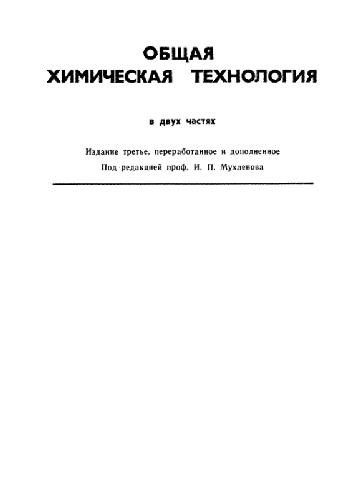 ОБЩАЯ
ХИМИЧЕСКАЯ ТЕХНОЛОГИЯ
в двух частях
Издание третье, переработанное и дополненное
Под редакцией проф. И. П. Мухленова